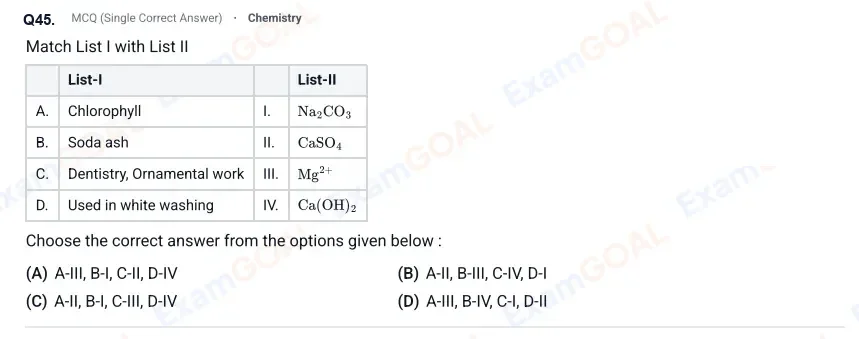 Q45. MCQ (Single Correct Answer) · Chemistry
Match List I with List II
List-I List-II
A. Chlorophyll I. Na₂CO₃
B. Soda ash II. CaSO₄
C. Dentistry, Ornamental work III. Mg²⁺
D. Used in white washing IV. Ca(OH)₂
Choose the correct answer from the options given below :
(A) A-III, B-I, C-II, D-IV (B) A-II, B-III, C-IV, D-I
(C) A-II, B-I, C-III, D-IV (D) A-III, B-IV, C-I, D-II
ExamGOAL